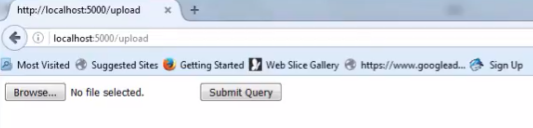 http://localhost:5000/upload × +
localhost:5000/upload
Most Visited Suggested Sites Getting Started Web Slice Gallery https://www.googlead... Sign Up
Browse... No file selected. Submit Query